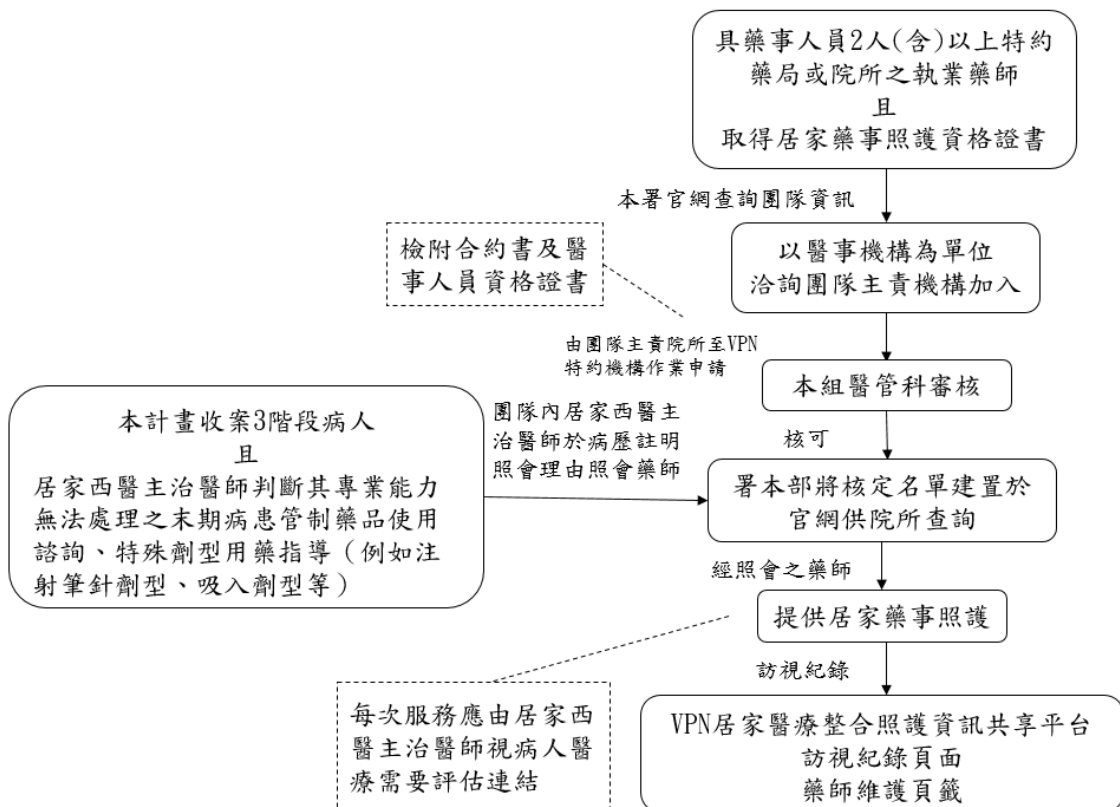 具藥事人員2人(含)以上特約
藥局或院所之執業藥師
且
取得居家藥事照護資格證書
本署官網查詢團隊資訊
檢附合約書及醫
事人員資格證書
以醫事機構為單位
洽詢團隊主責機構加入
由團隊主責院所至VPN
特約機構作業申請
本組醫管科審核
本計畫收案3階段病人
且
居家西醫主治醫師判斷其專業能力
無法處理之末期病患管制藥品使用
諮詢、特殊劑型用藥指導（例如注
射筆針劑型、吸入劑型等）
團隊內居家西醫主
治醫師於病歷註明
照會理由照會藥師
核可
署本部將核定名單建置於
官網供院所查詢
經照會之藥師
提供居家藥事照護
訪視紀錄
每次服務應由居家西
醫主治醫師視病人醫
療需要評估連結
VPN居家醫療整合照護資訊共享平台
訪視紀錄頁面
藥師維護頁籤